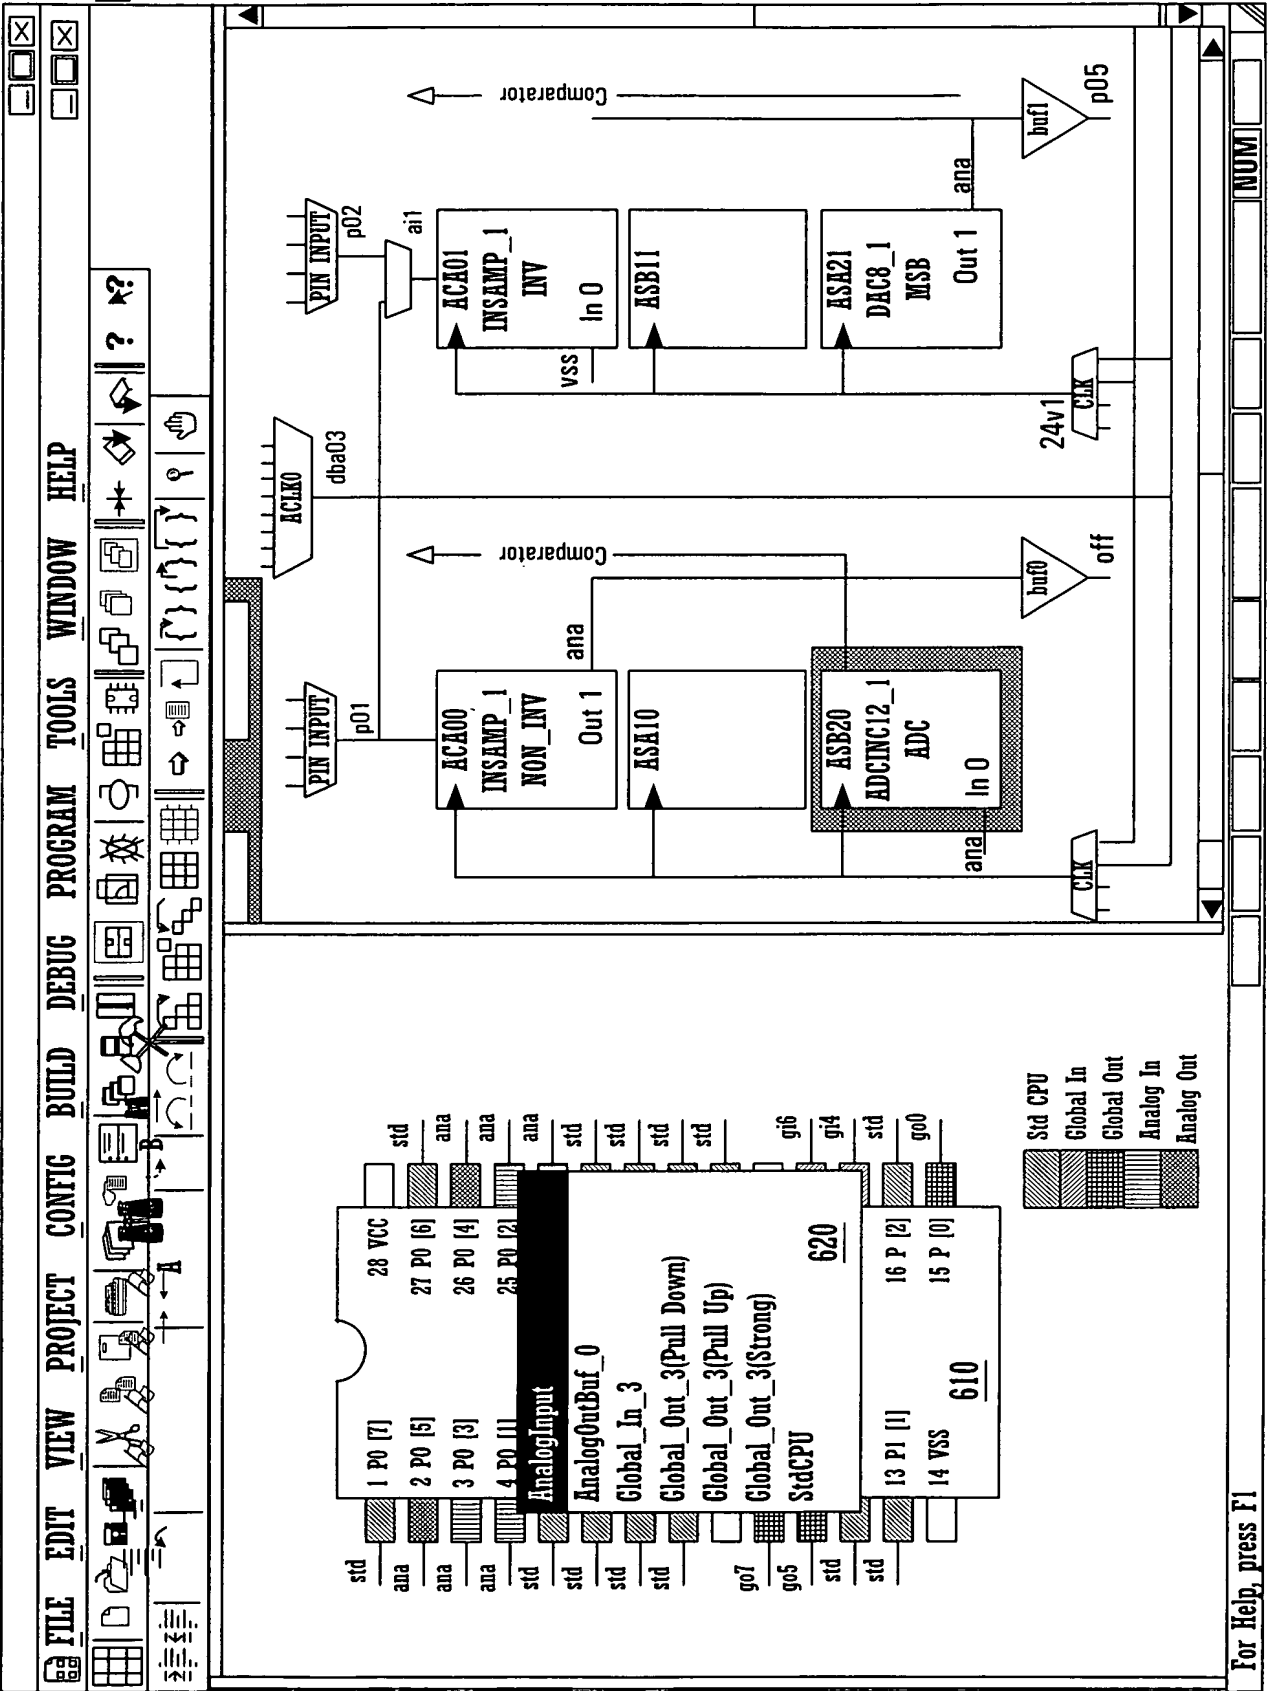 FILE EDIT VIEW PROJECT CONFIG BUILD DEBUG PROGRAM TOOLS WINDOW HELP
? ?
A
B
{ } { } { }
28 VCC
27 P0 [6]
26 P0 [4]
25 P0 [2]
1 P0 [7]
2 P0 [5]
3 P0 [3]
4 P0 [1]
std
ana
ana
ana
std
std
std
std
go7
go5
std
std
std
ana
ana
ana
std
std
std
std
gi6
gi4
std
go0
AnalogInput
AnalogOutBuf_0
Global_In_3
Global_Out_3(Pull Down)
Global_Out_3(Pull Up)
Global_Out_3(Strong)
StdCPU
620
13 P1 [1]
14 VSS
16 P [2]
15 P [0]
610
Std CPU
Global In
Global Out
Analog In
Analog Out
PIN INPUT
p01
ACLK0
dba03
PIN INPUT
p02
ai1
ACA00
INSAMP_1
NON_INV
Out 1
ana
ASA10
ASB20
ADCINC12_1
ADC
In 0
ana
Comparator
buf0
off
CLK
ACA01
INSAMP_1
INV
In 0
vss
ASB11
ASA21
DAC8_1
MSB
Out 1
ana
Comparator
buf1
p05
24v1
CLK
For Help, press F1
NUM